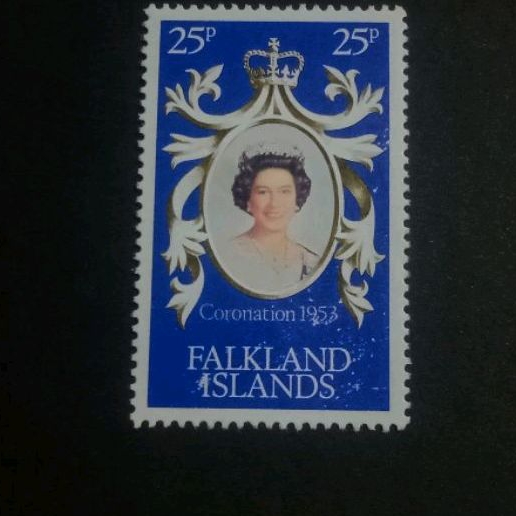 25p 25p
Coronation 1953
FALKLAND
ISLANDS